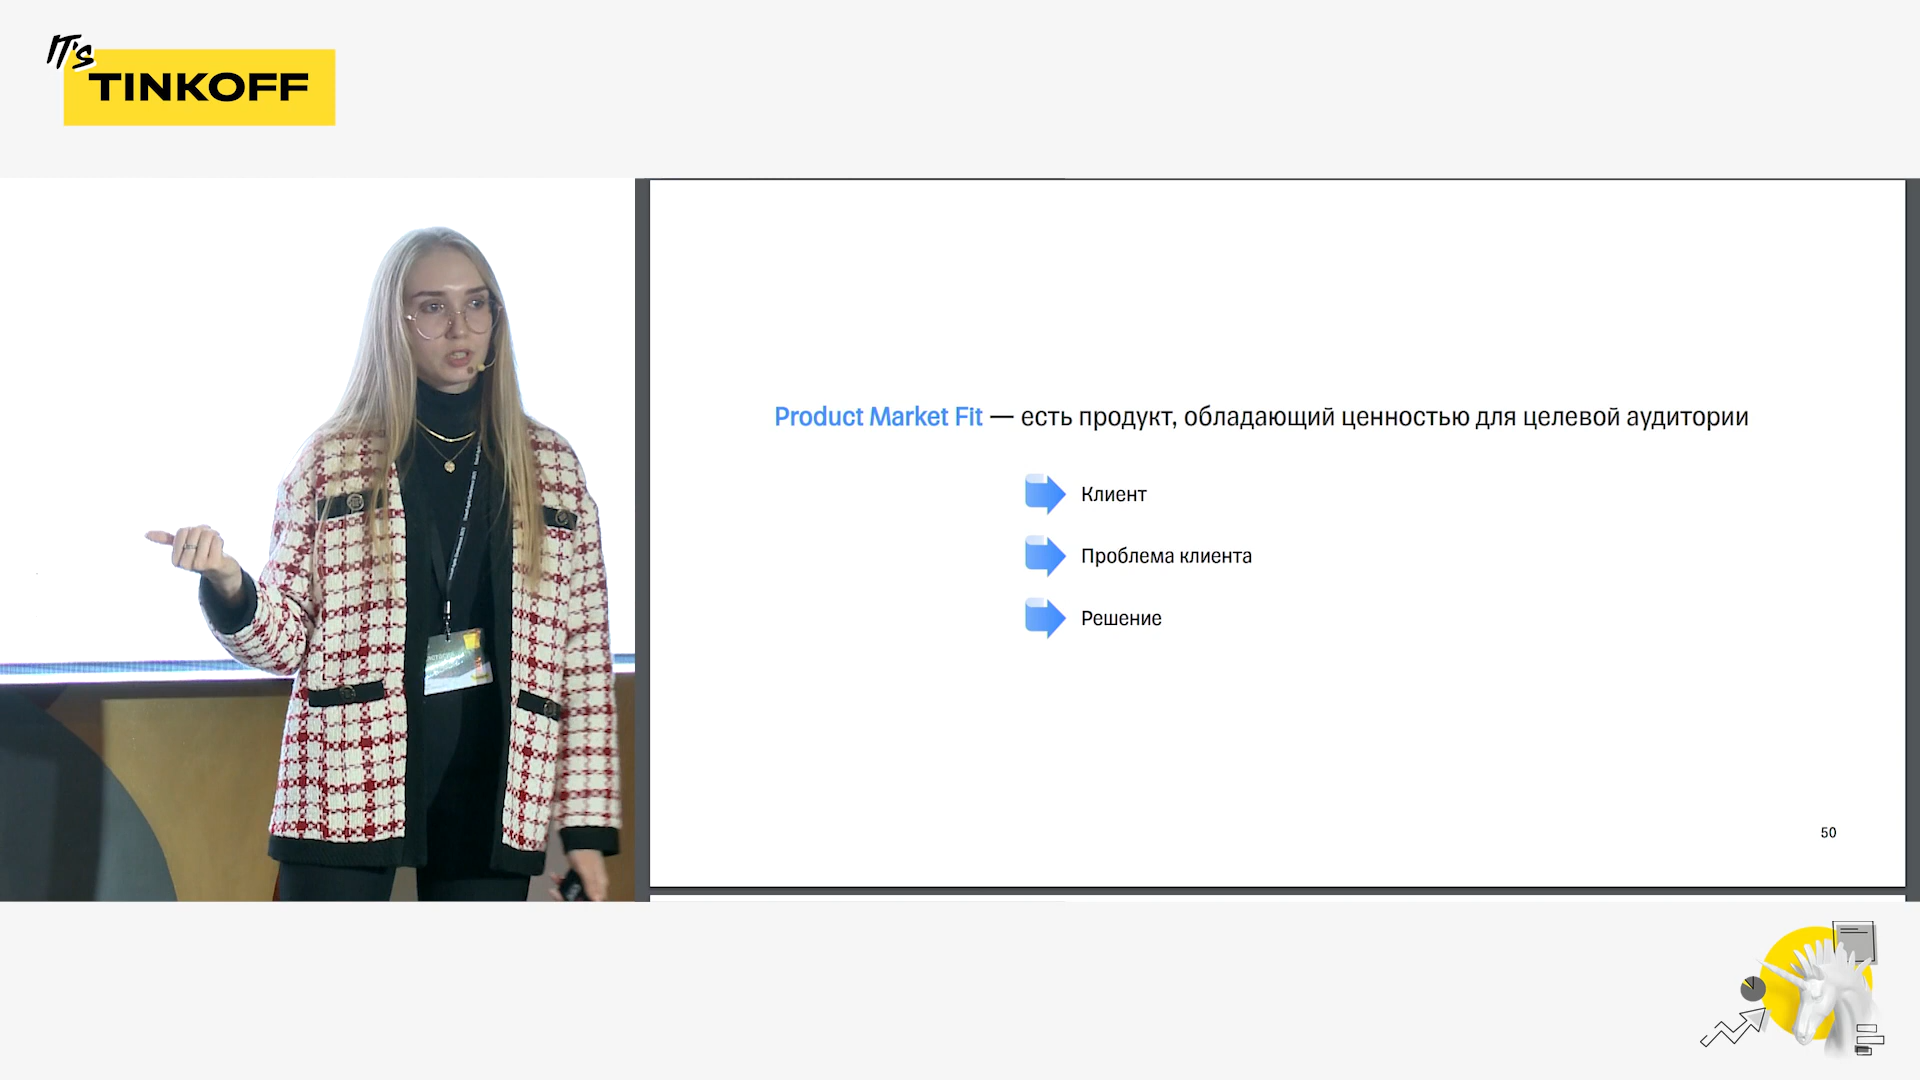 IT's
TINKOFF
Product Market Fit — есть продукт, обладающий ценностью для целевой аудитории
Клиент
Проблема клиента
Решение
50